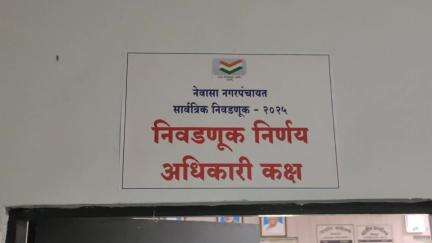 नेवासा नगरपंचायत
सार्वत्रिक निवडणूक - २०२५
निवडणूक निर्णय
अधिकारी कक्ष